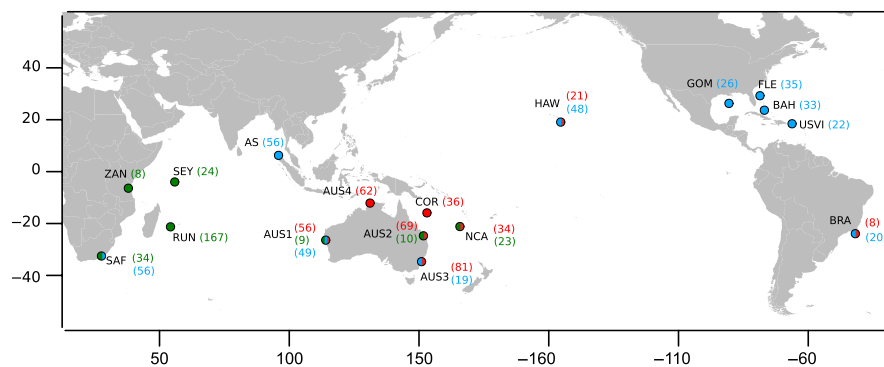 40
20
0
−20
−40
50
100
150
−160
−110
−60
GOM (26)
FLE (35)
BAH (33)
USVI (22)
HAW (21)
(48)
AS (56)
ZAN (8)
SEY (24)
RUN (167)
SAF (34)
(56)
AUS4 (62)
COR (36)
AUS1 (56)
(9)
(49)
AUS2 (69)
(10)
NCA (34)
(23)
AUS3 (81)
(19)
BRA (8)
(20